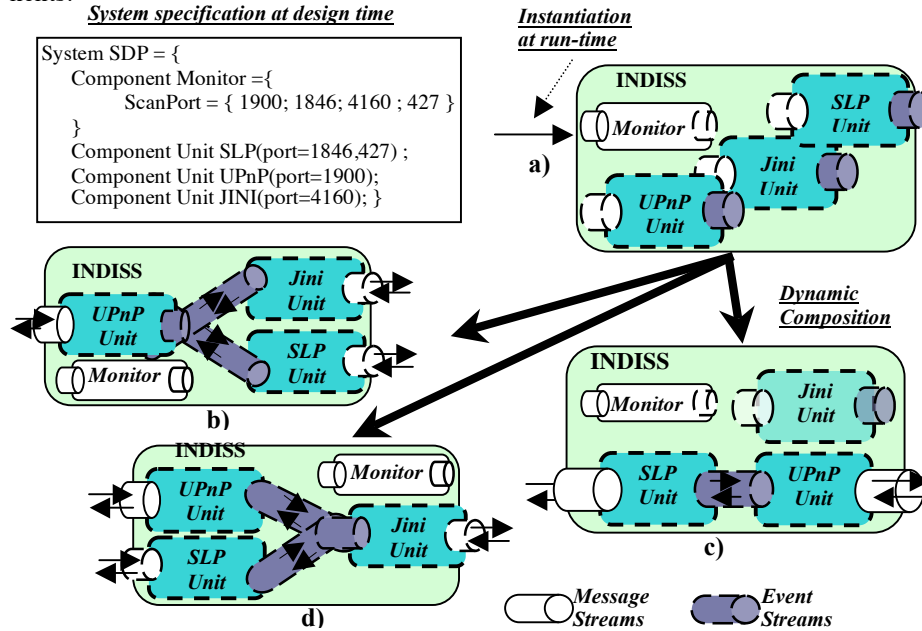 System specification at design time
System SDP = {
Component Monitor ={
ScanPort = { 1900; 1846; 4160 ; 427 }
}
Component Unit SLP(port=1846,427) ;
Component Unit UPnP(port=1900);
Component Unit JINI(port=4160); }
Instantiation
at run-time
INDISS
Monitor
SLP
Unit
Jini
Unit
UPnP
Unit
a)
INDISS
UPnP
Unit
Jini
Unit
SLP
Unit
Monitor
b)
Dynamic
Composition
INDISS
Monitor
Jini
Unit
SLP
Unit
UPnP
Unit
c)
INDISS
UPnP
Unit
Monitor
SLP
Unit
Jini
Unit
d)
Message
Streams
Event
Streams